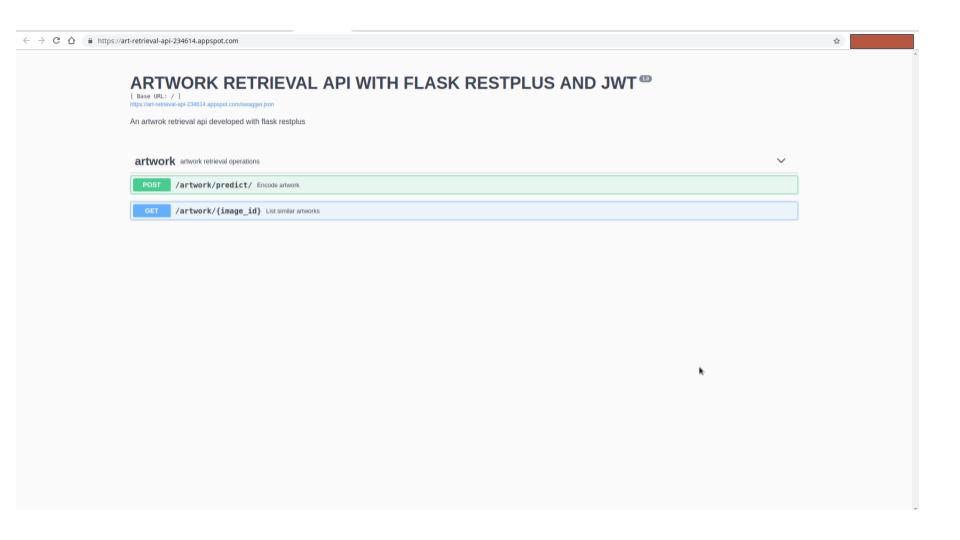 https://art-retrieval-api-234614.appspot.com
ARTWORK RETRIEVAL API WITH FLASK RESTPLUS AND JWT 1.0
[ Base URL: / ]
https://art-retrieval-api-234614.appspot.com/swagger.json
An artwrok retrieval api developed with flask restplus
artwork artwork retrieval operations
POST /artwork/predict/ Encode artwork
GET /artwork/{image_id} List similar artworks